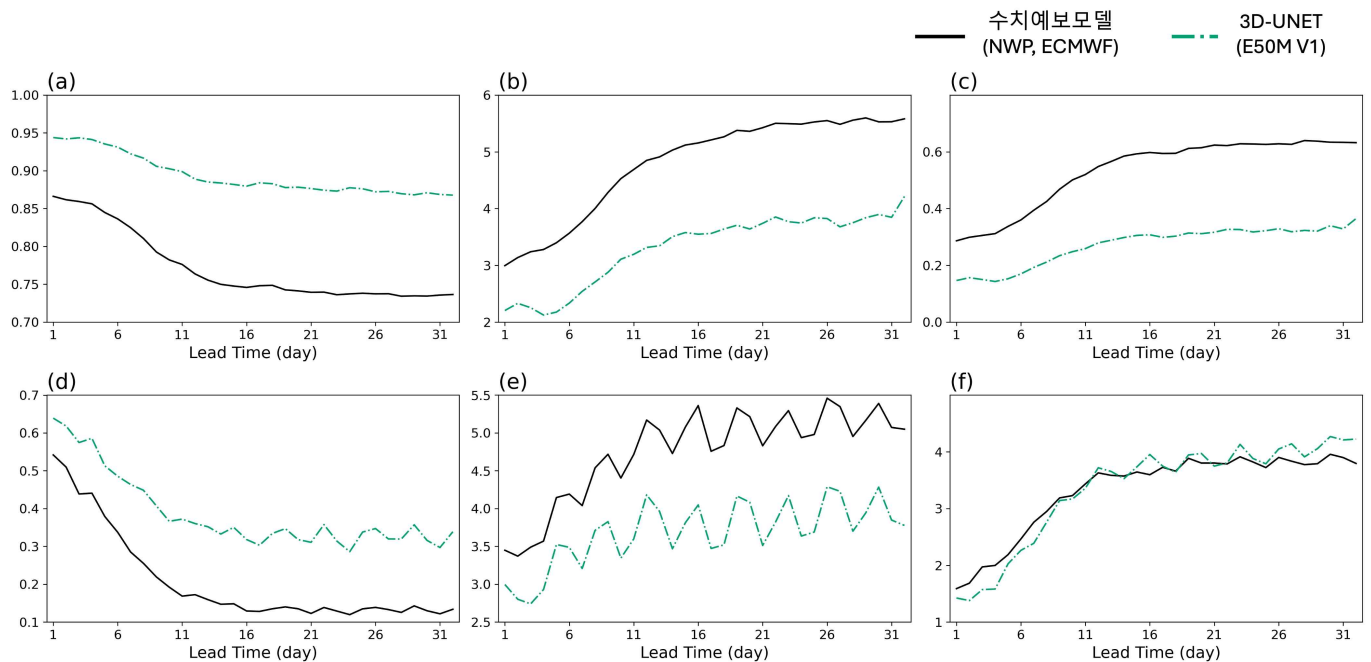 수치예보모델
(NWP, ECMWF)
3D-UNET
(E50M V1)
(a)
1.00
0.95
0.90
0.85
0.80
0.75
0.70
1 6 11 16 21 26 31
Lead Time (day)
(b)
6
5
4
3
2
1 6 11 16 21 26 31
Lead Time (day)
(c)
0.6
0.4
0.2
0.0
1 6 11 16 21 26 31
Lead Time (day)
(d)
0.7
0.6
0.5
0.4
0.3
0.2
0.1
1 6 11 16 21 26 31
Lead Time (day)
(e)
5.5
5.0
4.5
4.0
3.5
3.0
2.5
1 6 11 16 21 26 31
Lead Time (day)
(f)
4
3
2
1
1 6 11 16 21 26 31
Lead Time (day)